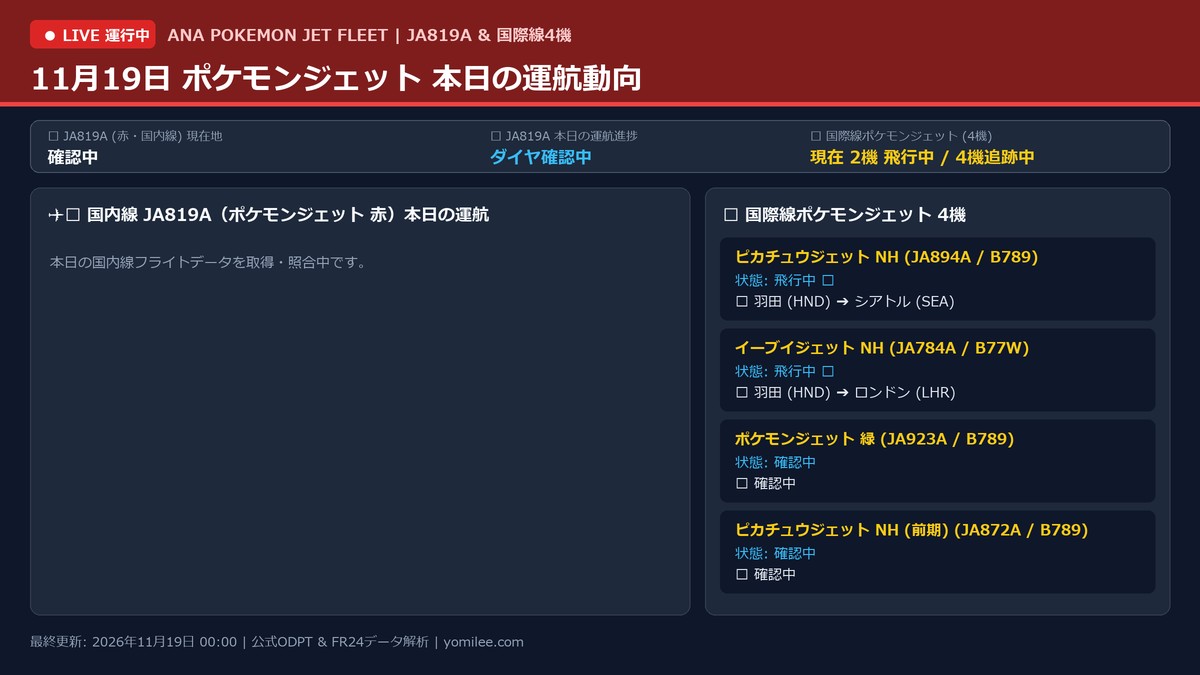 ● LIVE 運行中 ANA POKEMON JET FLEET | JA819A & 国際線4機
11月19日 ポケモンジェット 本日の運航動向
□ JA819A (赤・国内線) 現在地
確認中
□ JA819A 本日の運航進捗
ダイヤ確認中
□ 国際線ポケモンジェット (4機)
現在 2機 飛行中 / 4機追跡中
✈□ 国内線 JA819A（ポケモンジェット 赤）本日の運航
本日の国内線フライトデータを取得・照合中です。
□ 国際線ポケモンジェット 4機
ピカチュウジェット NH (JA894A / B789)
状態: 飛行中 □
□ 羽田 (HND) ➔ シアトル (SEA)
イーブイジェット NH (JA784A / B77W)
状態: 飛行中 □
□ 羽田 (HND) ➔ ロンドン (LHR)
ポケモンジェット 緑 (JA923A / B789)
状態: 確認中
□ 確認中
ピカチュウジェット NH (前期) (JA872A / B789)
状態: 確認中
□ 確認中
最終更新: 2026年11月19日 00:00 | 公式ODPT & FR24データ解析 | yomilee.com